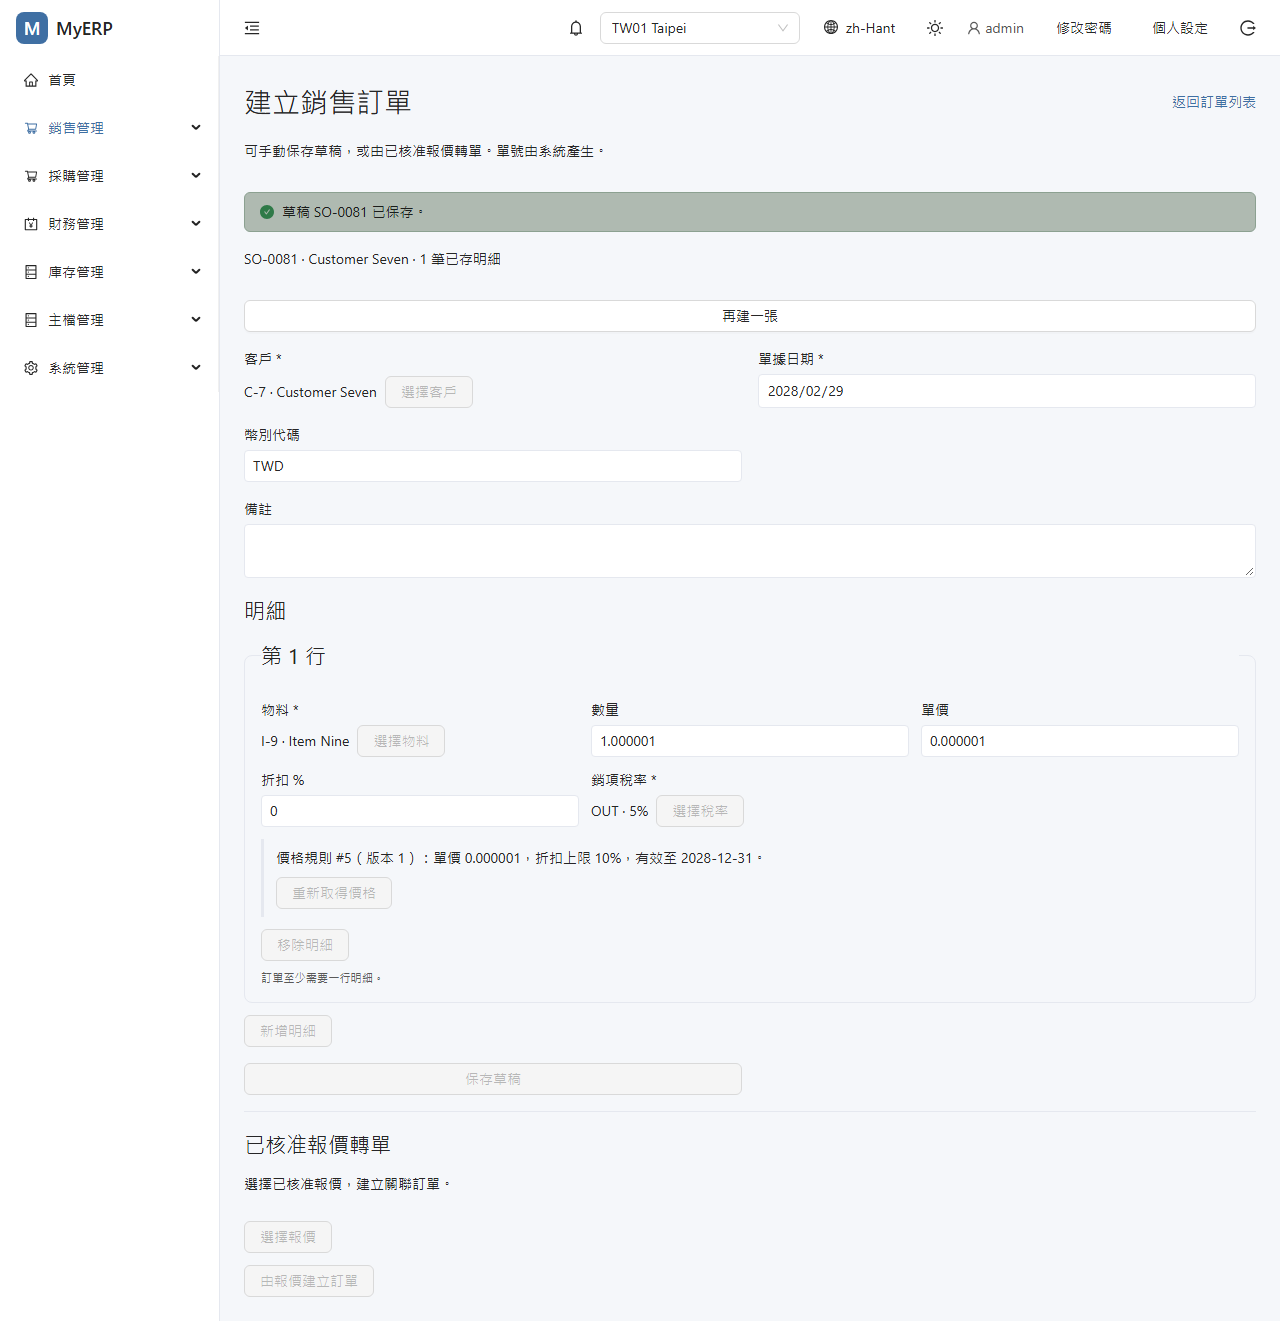 M MyERP
TW01 Taipei
zh-Hant
admin
修改密碼
個人設定
首頁
銷售管理
採購管理
財務管理
庫存管理
主檔管理
系統管理
建立銷售訂單
返回訂單列表
可手動保存草稿，或由已核准報價轉單。單號由系統產生。
草稿 SO-0081 已保存。
SO-0081 · Customer Seven · 1 筆已存明細
再建一張
客戶 *
單據日期 *
C-7 · Customer Seven 選擇客戶
2028/02/29
幣別代碼
TWD
備註
明細
第 1 行
物料 *
數量
單價
I-9 · Item Nine 選擇物料
1.000001
0.000001
折扣 %
銷項稅率 *
0
OUT · 5% 選擇稅率
價格規則 #5（版本 1）：單價 0.000001，折扣上限 10%，有效至 2028-12-31。
重新取得價格
移除明細
訂單至少需要一行明細。
新增明細
保存草稿
已核准報價轉單
選擇已核准報價，建立關聯訂單。
選擇報價
由報價建立訂單